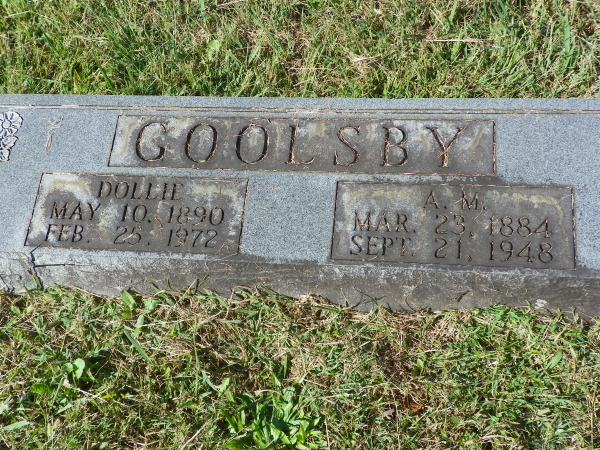 GOOLSBY
DOLLIE
MAY 10, 1890
FEB. 25, 1972
A. M.
MAR. 23, 1884
SEPT. 21, 1948